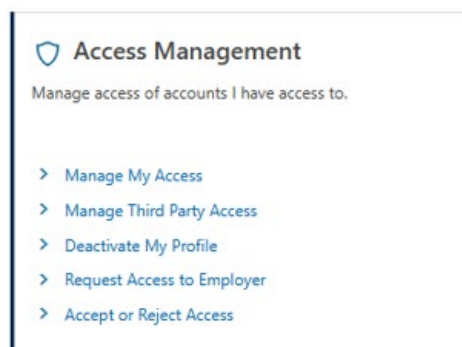 Access Management
Manage access of accounts I have access to.
Manage My Access
Manage Third Party Access
Deactivate My Profile
Request Access to Employer
Accept or Reject Access